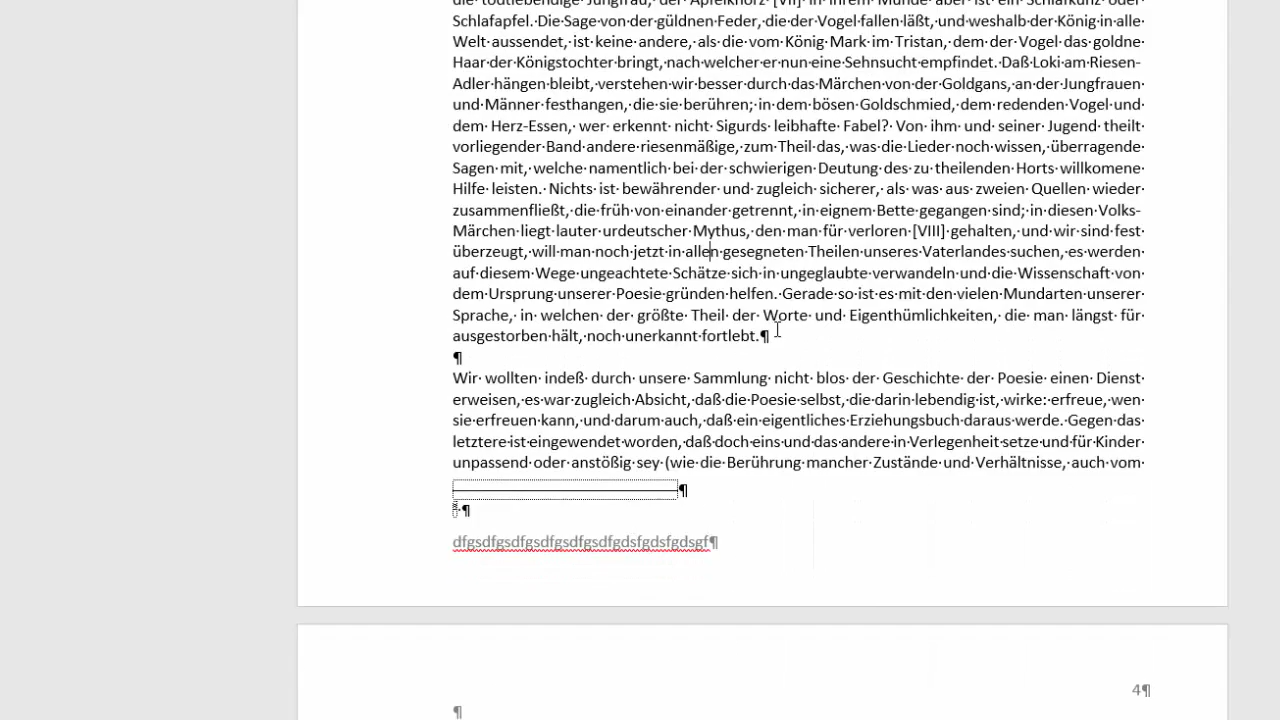 die todtlebendige Jungfrau, der Apfelkhorz [VII] in ihrem Munde aber ist ein Schlafkunz oder
Schlafapfel. Die Sage von der güldnen Feder, die der Vogel fallen läßt, und weshalb der König in alle
Welt aussendet, ist keine andere, als die vom König Mark im Tristan, dem der Vogel das goldne
Haar der Königstochter bringt, nach welcher er nun eine Sehnsucht empfindet. Daß Loki am Riesen-
Adler hängen bleibt, verstehen wir besser durch das Märchen von der Goldgans, an der Jungfrauen
und Männer festhangen, die sie berühren; in dem bösen Goldschmied, dem redenden Vogel und
dem Herz-Essen, wer erkennt nicht Sigurds leibhafte Fabel? Von ihm und seiner Jugend theilt
vorliegender Band andere riesenmäßige, zum Theil das, was die Lieder noch wissen, überragende
Sagen mit, welche namentlich bei der schwierigen Deutung des zu theilenden Horts willkomene
Hilfe leisten. Nichts ist bewährender und zugleich sicherer, als was aus zweien Quellen wieder
zusammenfließt, die früh von einander getrennt, in eignem Bette gegangen sind; in diesen Volks-
Märchen liegt lauter urdeutscher Mythus, den man für verloren [VIII] gehalten, und wir sind fest
überzeugt, will man noch jetzt in allen gesegneten Theilen unseres Vaterlandes suchen, es werden
auf diesem Wege ungeachtete Schätze sich in ungeglaubte verwandeln und die Wissenschaft von
dem Ursprung unserer Poesie gründen helfen. Gerade so ist es mit den vielen Mundarten unserer
Sprache, in welchen der größte Theil der Worte und Eigenthümlichkeiten, die man längst für
ausgestorben hält, noch unerkannt fortlebt.¶
¶
Wir wollten indeß durch unsere Sammlung nicht blos der Geschichte der Poesie einen Dienst
erweisen, es war zugleich Absicht, daß die Poesie selbst, die darin lebendig ist, wirke: erfreue, wen
sie erfreuen kann, und darum auch, daß ein eigentliches Erziehungsbuch daraus werde. Gegen das
letztere ist eingewendet worden, daß doch eins und das andere in Verlegenheit setze und für Kinder
unpassend oder anstößig sey (wie die Berührung mancher Zustände und Verhältnisse, auch vom
¶
¶
dfgsdfgsdfgsdfgsdfgsdfgdsfgdsfgdsgf¶
4¶
¶